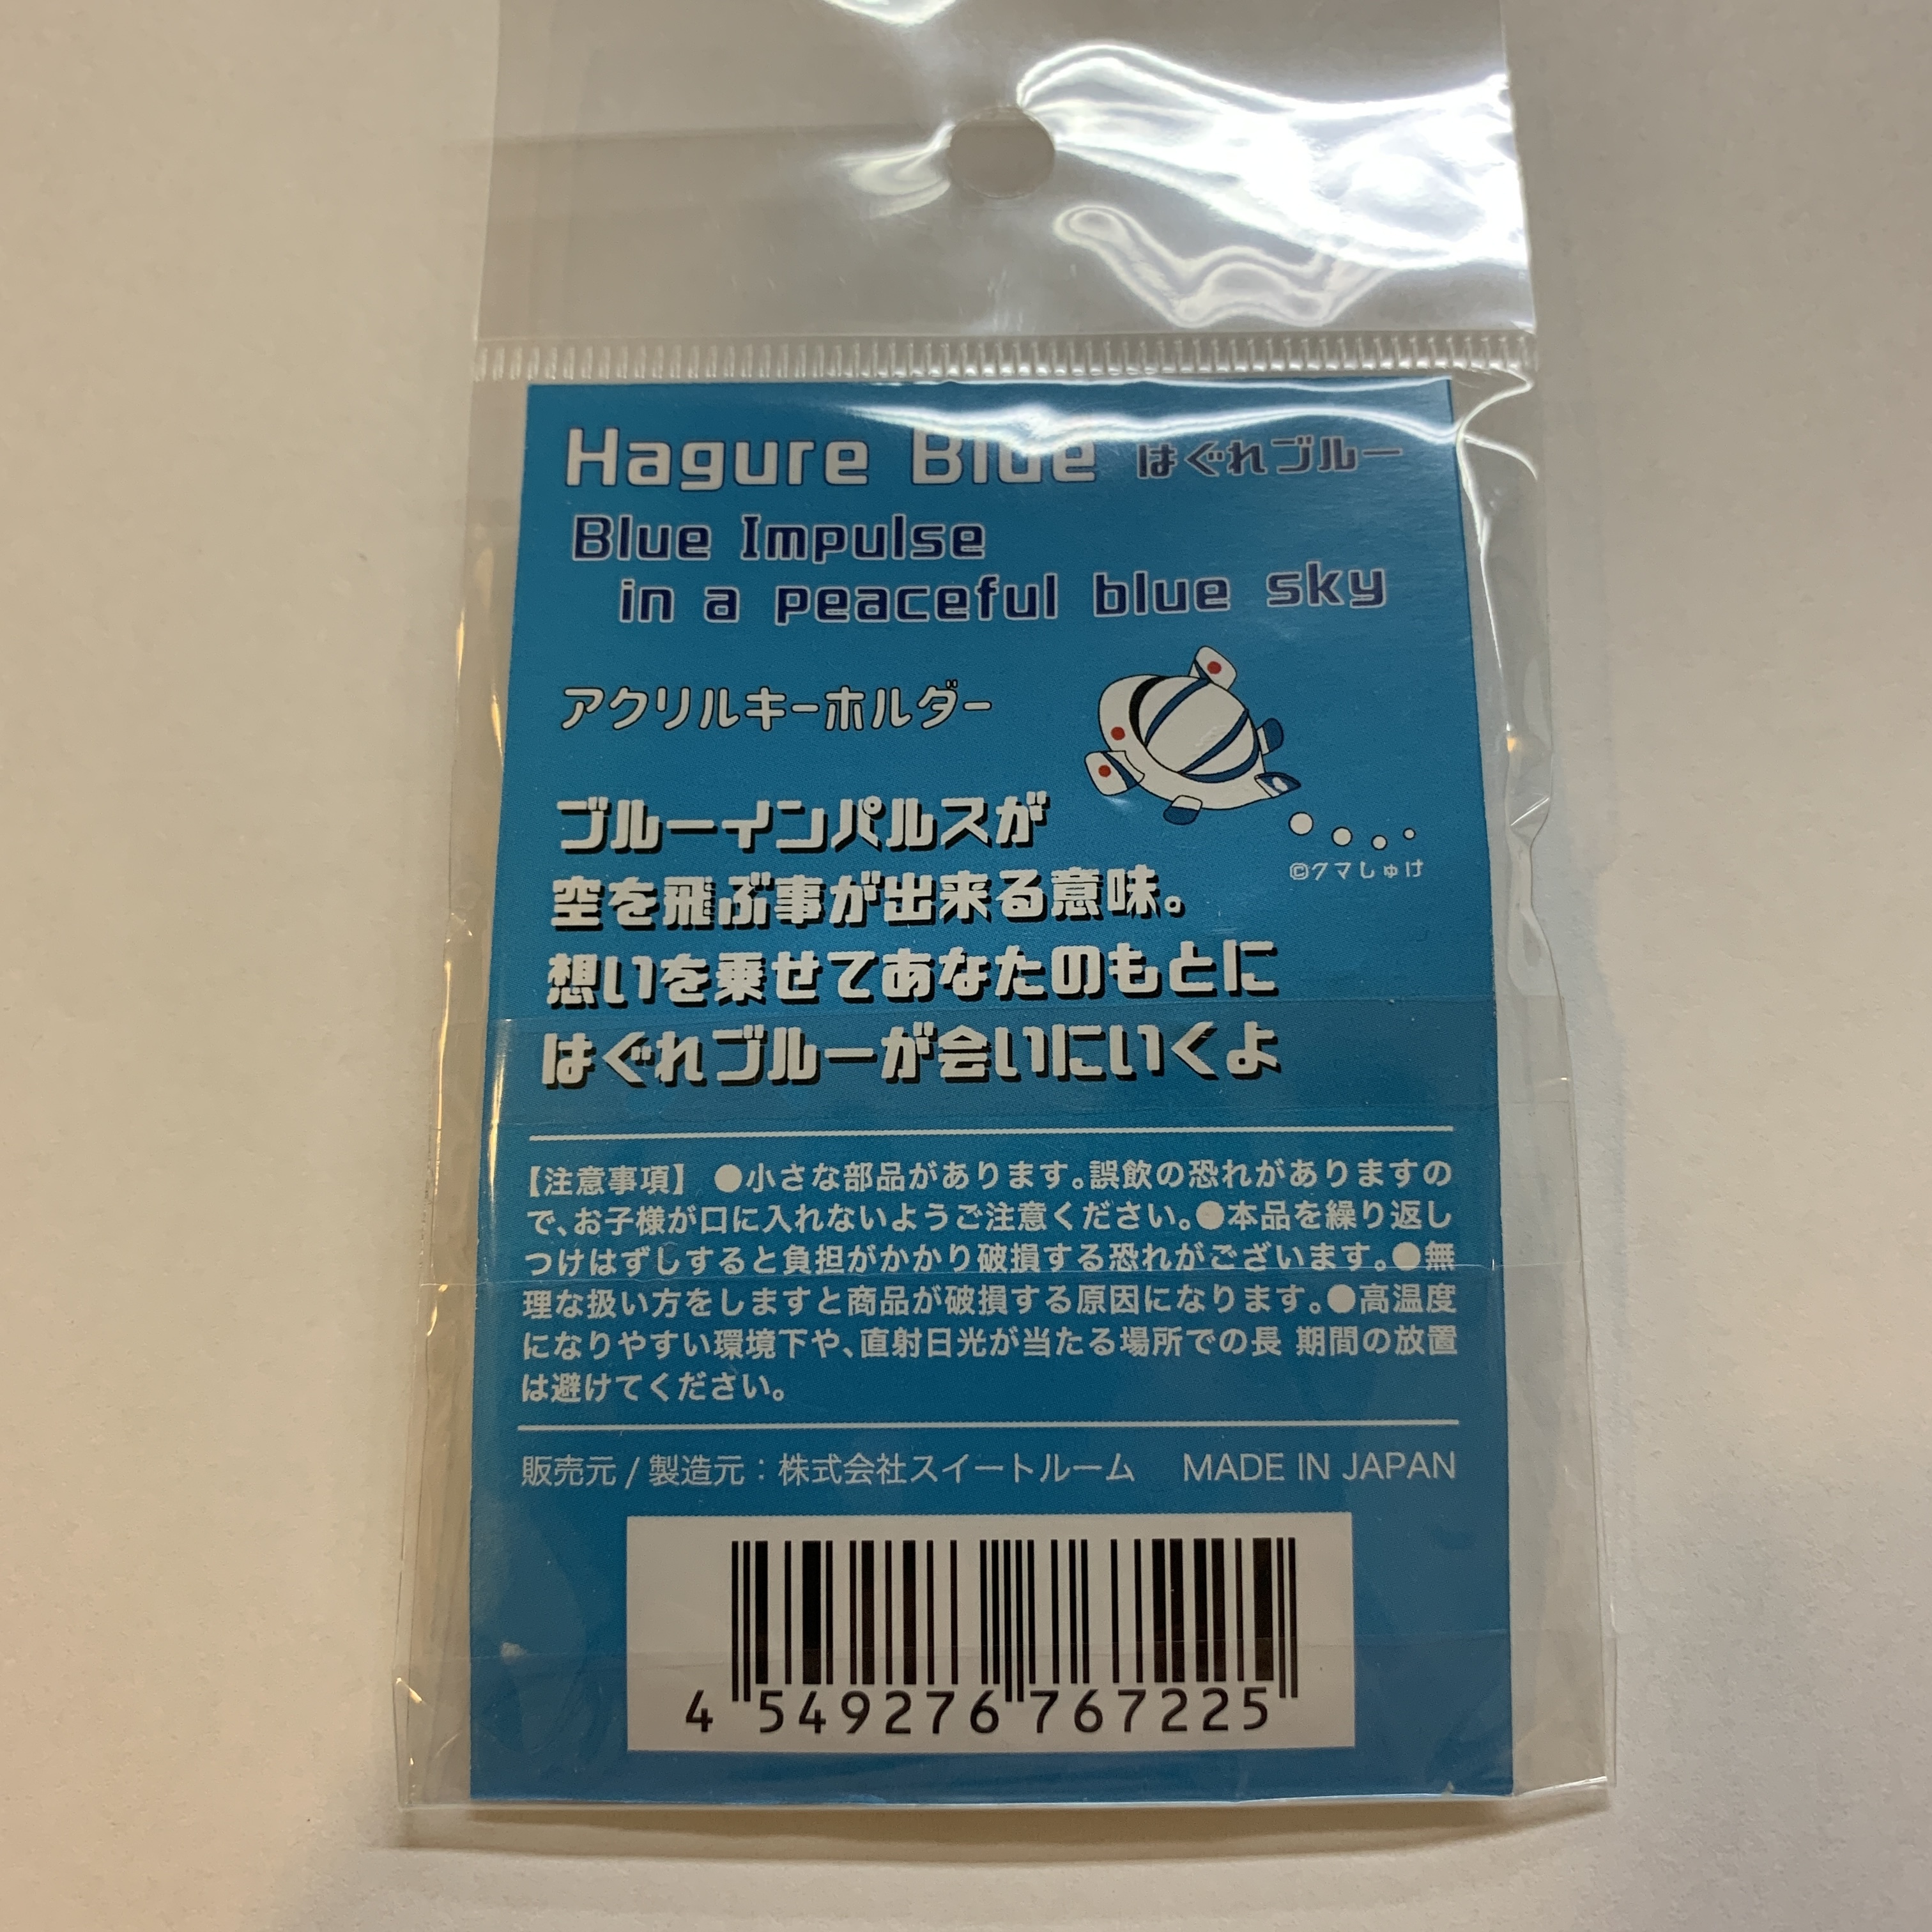 Hagure Blue はぐれブルー
Blue Impulse
in a peaceful blue sky
アクリルキーホルダー
©クマしゅけ
ブルーインパルスが
空を飛ぶ事が出来る意味。
想いを乗せてあなたのもとに
はぐれブルーが会いにいくよ
【注意事項】 ●小さな部品があります。誤飲の恐れがありますの
で、お子様が口に入れないようご注意ください。●本品を繰り返し
つけはずしすると負担がかかり破損する恐れがございます。●無
理な扱い方をしますと商品が破損する原因になります。●高温度
になりやすい環境下や、直射日光が当たる場所での長 期間の放置
は避けてください。
販売元 / 製造元：株式会社スイートルーム MADE IN JAPAN
4 549276 767225